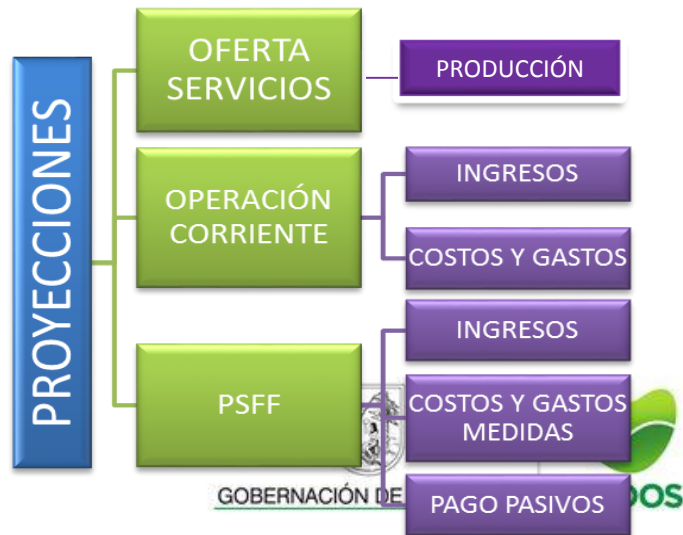 PROYECCIONES
OFERTA
SERVICIOS
PRODUCCIÓN
OPERACIÓN
CORRIENTE
INGRESOS
COSTOS Y GASTOS
PSFF
INGRESOS
COSTOS Y GASTOS
MEDIDAS
PAGO PASIVOS
GOBERNACIÓN DE